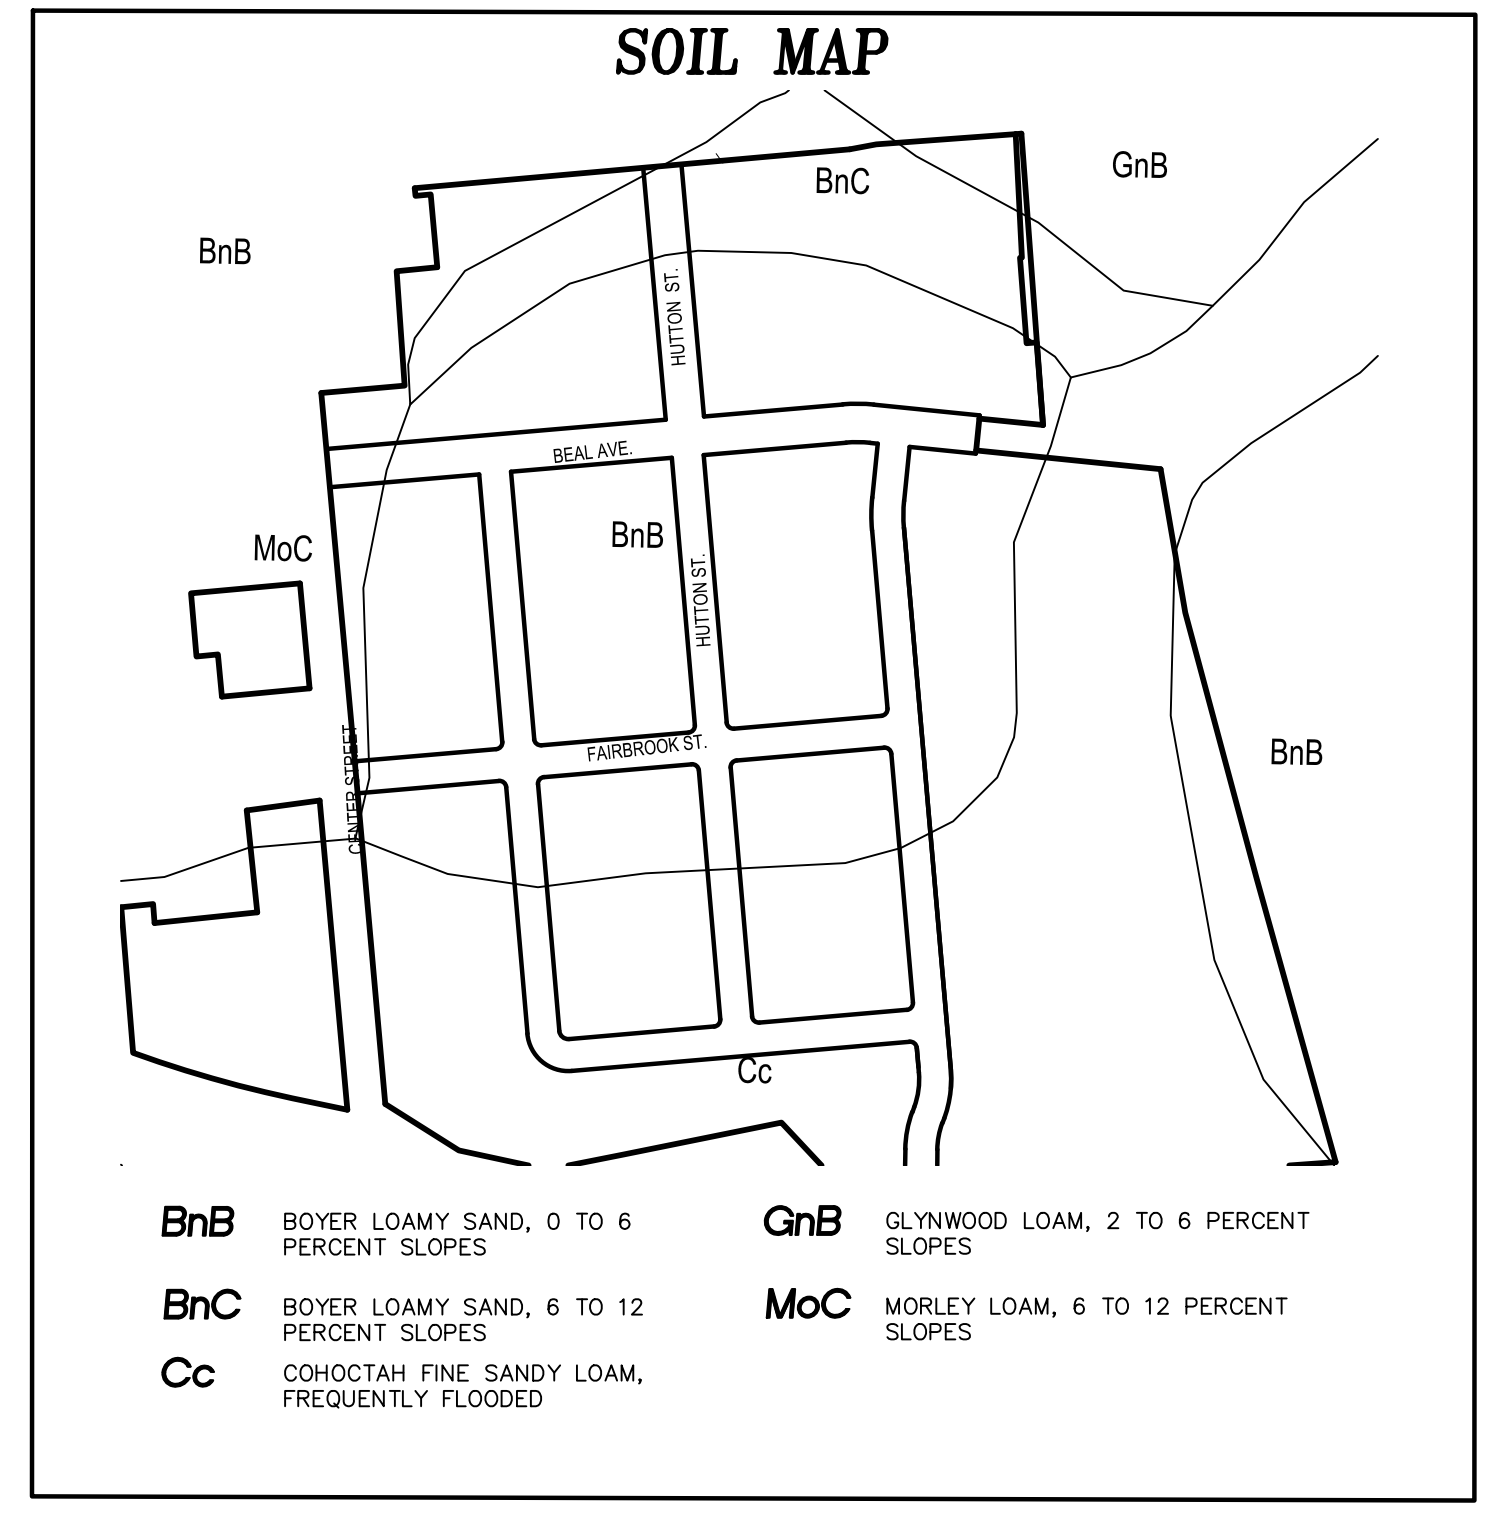 SOIL MAP
BnC
GnB
BnB
HUTTON ST.
BEAL AVE.
BnB
MoC
HUTTON ST.
FAIRBROOK ST.
BnB
CENTER STREET
Cc
BnB BOYER LOAMY SAND, 0 TO 6
PERCENT SLOPES
GnB GLYNWOOD LOAM, 2 TO 6 PERCENT
SLOPES
BnC BOYER LOAMY SAND, 6 TO 12
PERCENT SLOPES
MoC MORLEY LOAM, 6 TO 12 PERCENT
SLOPES
Cc COHOCTAH FINE SANDY LOAM,
FREQUENTLY FLOODED